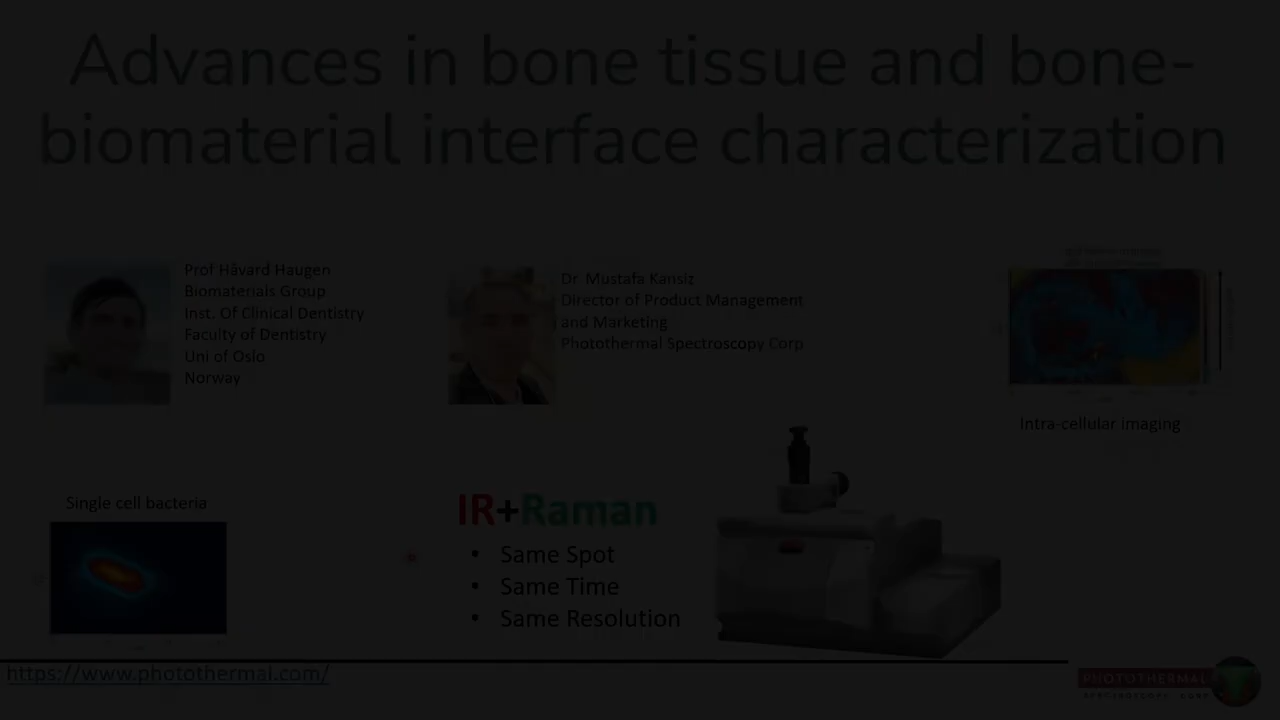 Advances in bone tissue and bone-
biomaterial interface characterization
Prof Håvard Haugen
Biomaterials Group
Inst. Of Clinical Dentistry
Faculty of Dentistry
Uni of Oslo
Norway
Dr. Mustafa Kansiz
Director of Product Management
and Marketing
Photothermal Spectroscopy Corp
Intra-cellular imaging
Single cell bacteria
IR+Raman
• Same Spot
• Same Time
• Same Resolution
https://www.photothermal.com/
PHOTOTHERMAL
SPECTROSCOPY CORP